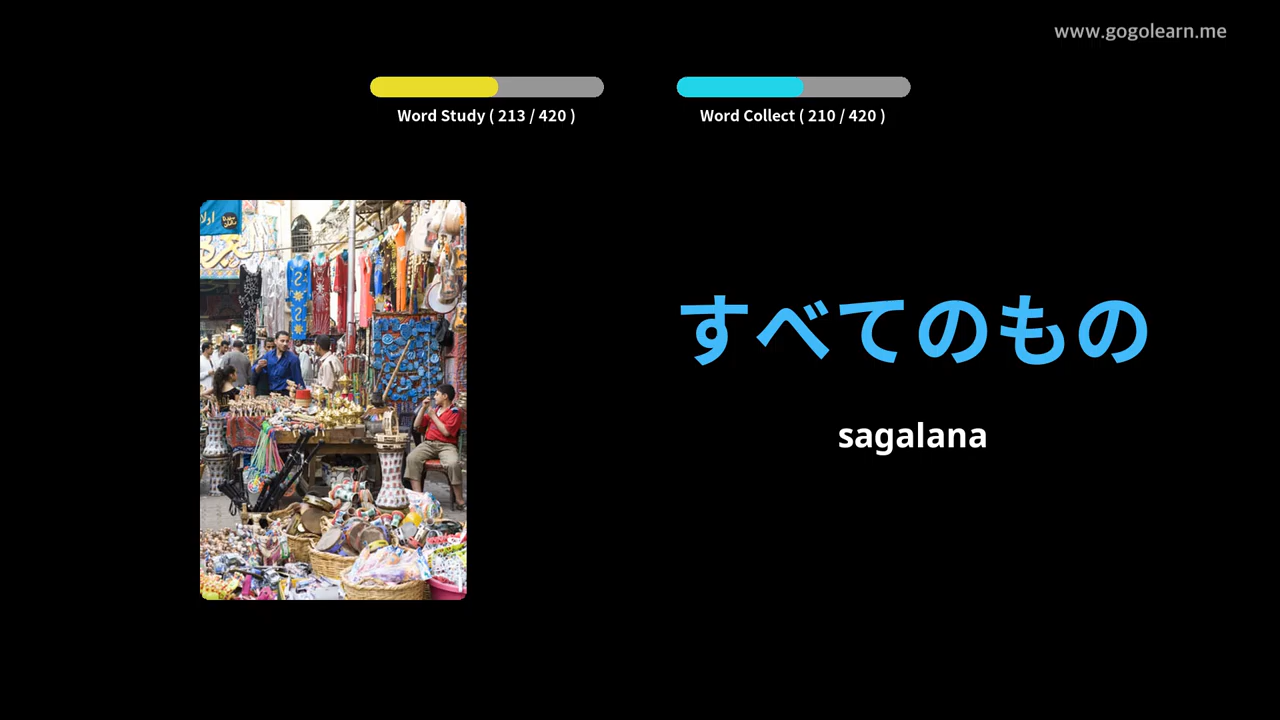 www.gogolearn.me
Word Study ( 213 / 420 )
Word Collect ( 210 / 420 )
すべてのもの
sagalana